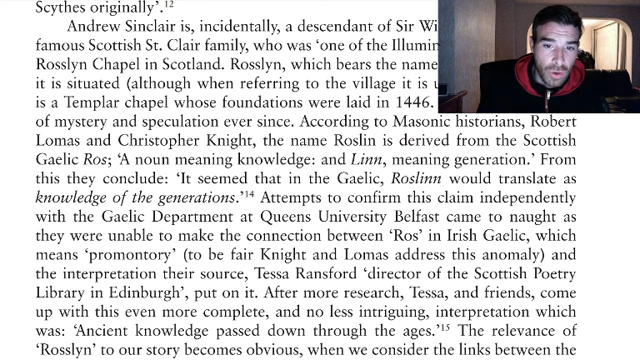 Scythes originally'.12
Andrew Sinclair is, incidentally, a descendant of Sir Wi
famous Scottish St. Clair family, who was 'one of the Illumin
Rosslyn Chapel in Scotland. Rosslyn, which bears the name
it is situated (although when referring to the village it is u
is a Templar chapel whose foundations were laid in 1446.
of mystery and speculation ever since. According to Masonic historians, Robert
Lomas and Christopher Knight, the name Roslin is derived from the Scottish
Gaelic Ros; 'A noun meaning knowledge: and Linn, meaning generation.' From
this they conclude: 'It seemed that in the Gaelic, Roslinn would translate as
knowledge of the generations.'14 Attempts to confirm this claim independently
with the Gaelic Department at Queens University Belfast came to naught as
they were unable to make the connection between 'Ros' in Irish Gaelic, which
means 'promontory' (to be fair Knight and Lomas address this anomaly) and
the interpretation their source, Tessa Ransford 'director of the Scottish Poetry
Library in Edinburgh', put on it. After more research, Tessa, and friends, come
up with this even more complete, and no less intriguing, interpretation which
was: 'Ancient knowledge passed down through the ages.'15 The relevance of
'Rosslyn' to our story becomes obvious, when we consider the links between the